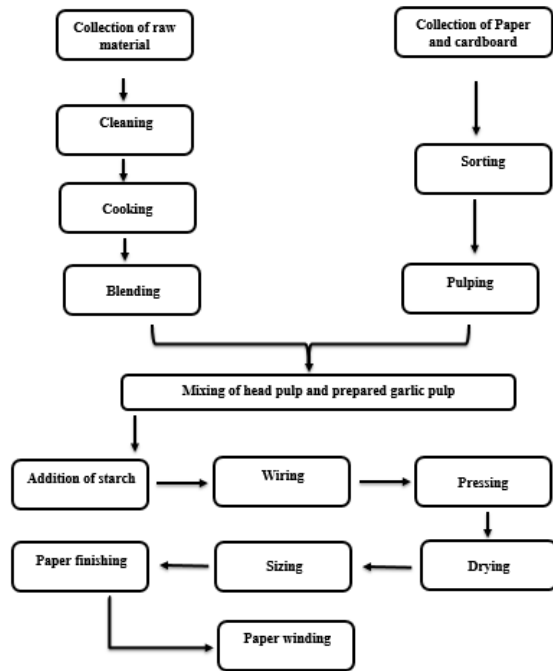 Collection of raw
material
Collection of Paper
and cardboard
Cleaning
Sorting
Cooking
Blending
Pulping
Mixing of head pulp and prepared garlic pulp
Addition of starch
Wiring
Pressing
Paper finishing
Sizing
Drying
Paper winding